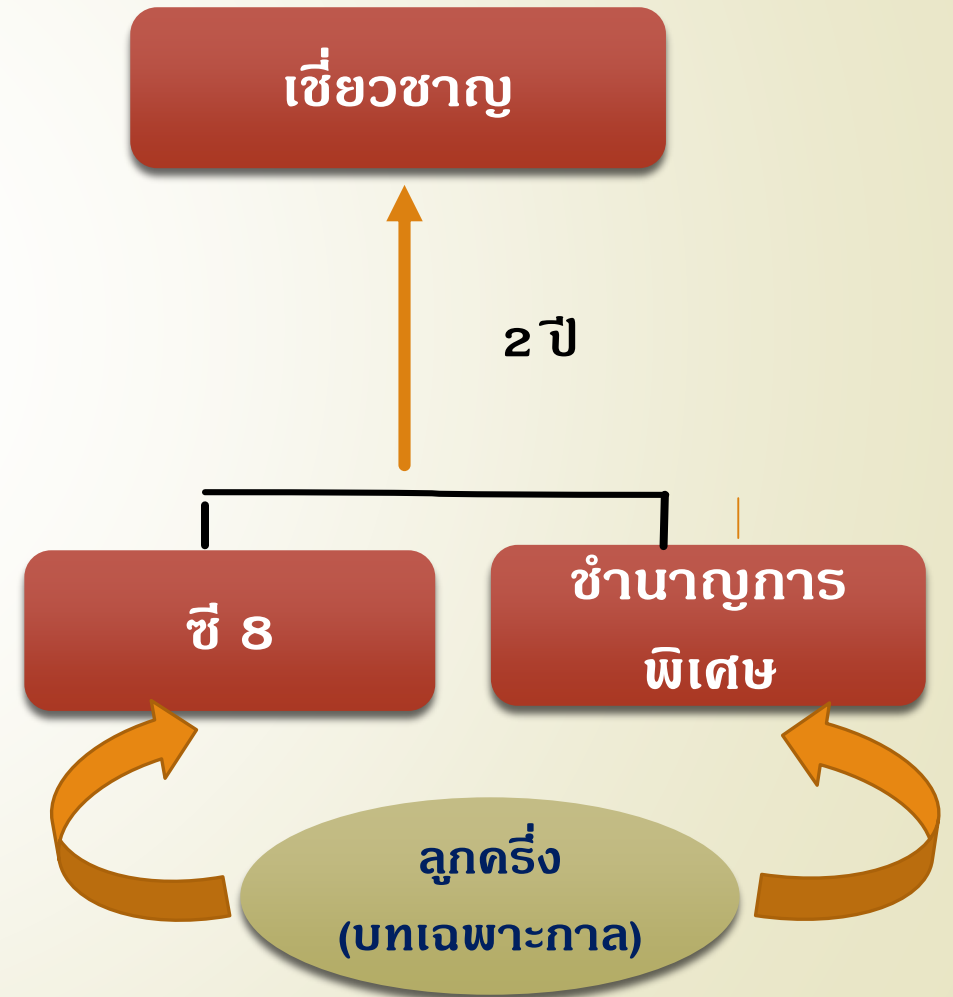 เชี่ยวชาญ
2 ปี
ซี 8
ชำนาญการ
พิเศษ
ลูกครึ่ง
(บทเฉพาะกาล)